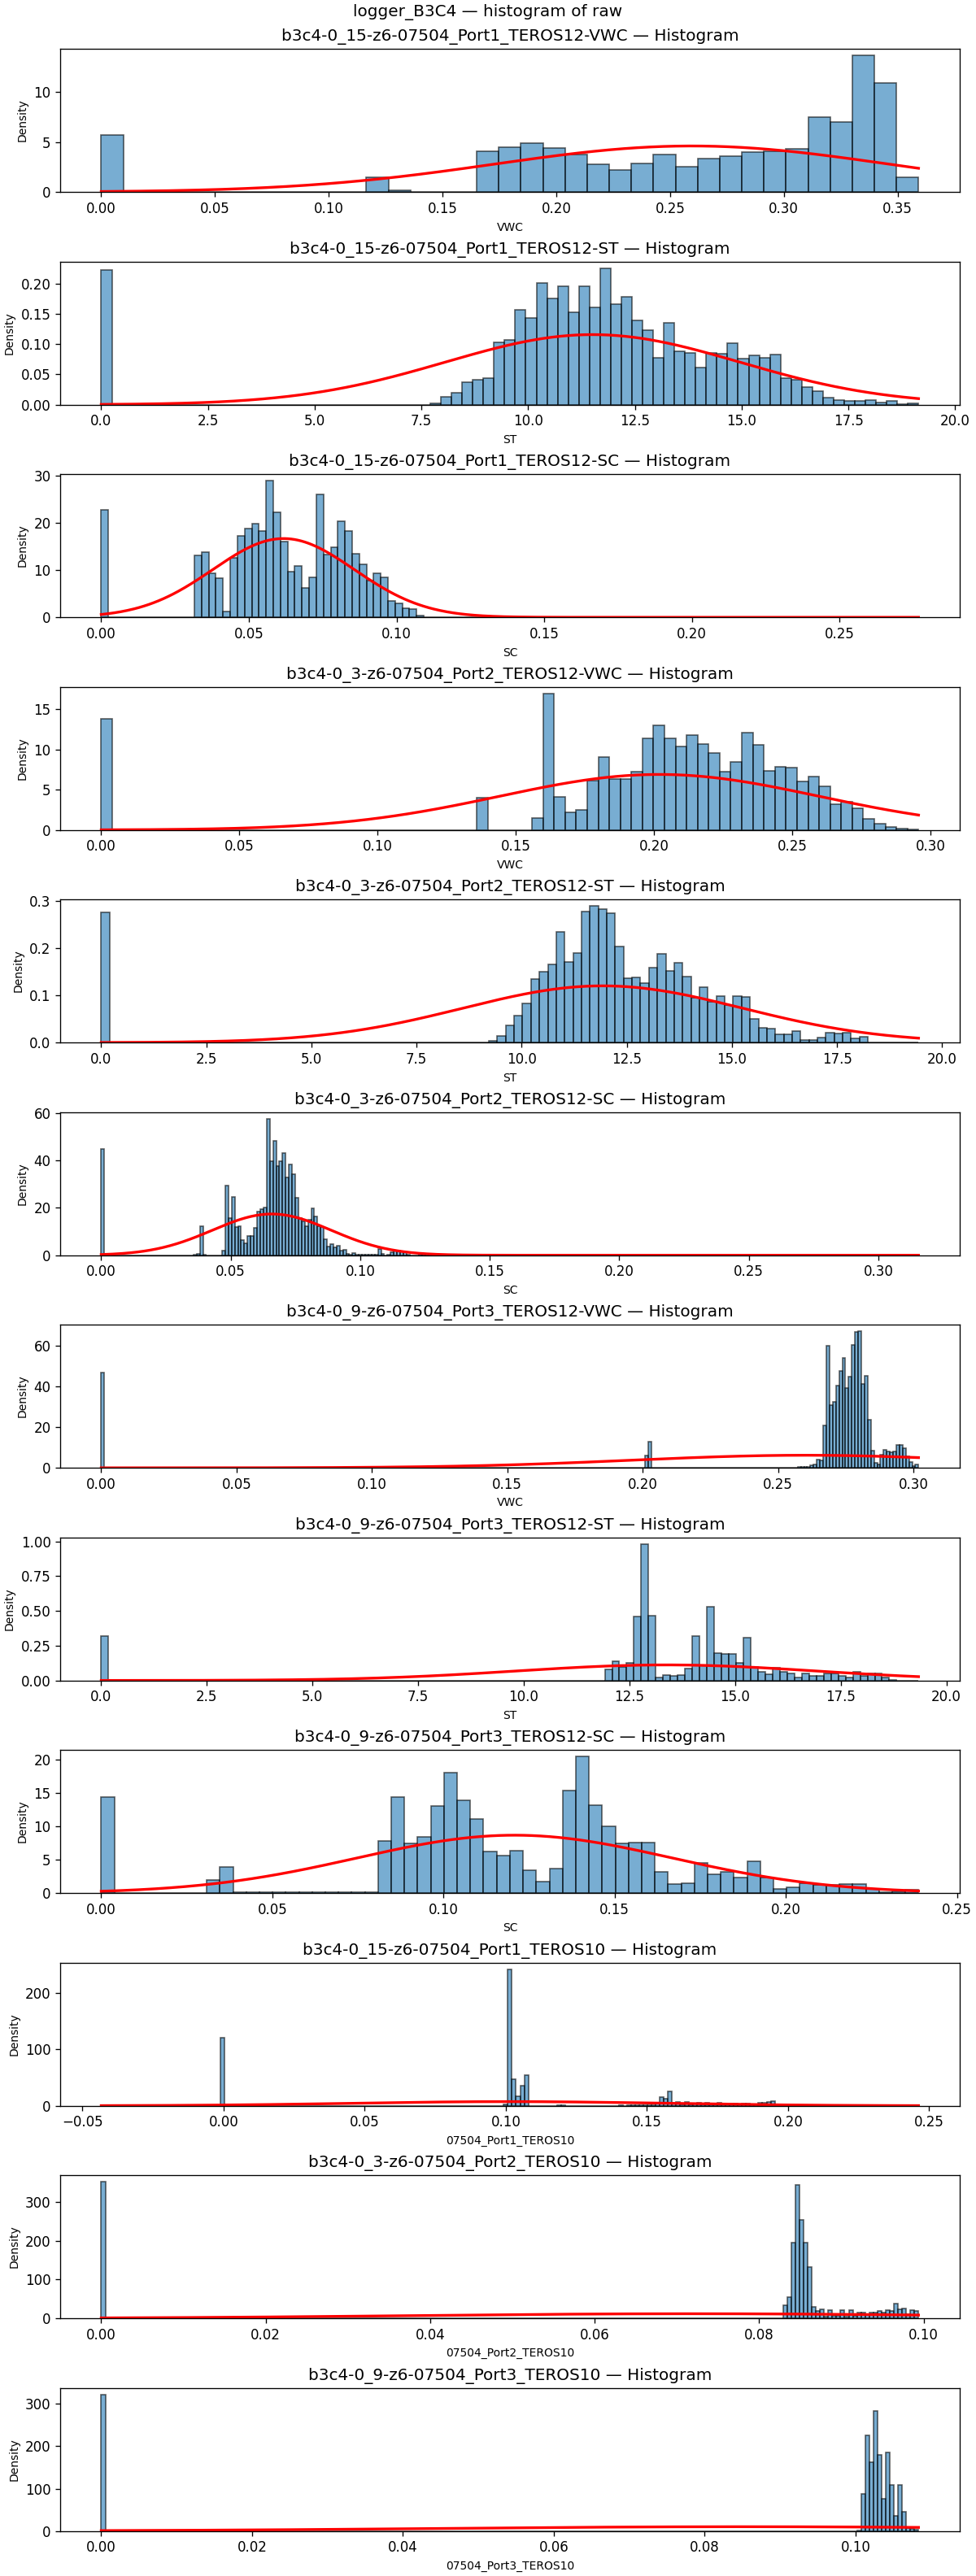 logger_B3C4 — histogram of raw
b3c4-0_15-z6-07504_Port1_TEROS12-VWC — Histogram
Density
10
5
0
0.00 0.05 0.10 0.15 0.20 0.25 0.30 0.35
VWC
b3c4-0_15-z6-07504_Port1_TEROS12-ST — Histogram
Density
0.20
0.15
0.10
0.05
0.00
0.0 2.5 5.0 7.5 10.0 12.5 15.0 17.5 20.0
ST
b3c4-0_15-z6-07504_Port1_TEROS12-SC — Histogram
Density
30
20
10
0
0.00 0.05 0.10 0.15 0.20 0.25
SC
b3c4-0_3-z6-07504_Port2_TEROS12-VWC — Histogram
Density
15
10
5
0
0.00 0.05 0.10 0.15 0.20 0.25 0.30
VWC
b3c4-0_3-z6-07504_Port2_TEROS12-ST — Histogram
Density
0.3
0.2
0.1
0.0
0.0 2.5 5.0 7.5 10.0 12.5 15.0 17.5 20.0
ST
b3c4-0_3-z6-07504_Port2_TEROS12-SC — Histogram
Density
60
40
20
0
0.00 0.05 0.10 0.15 0.20 0.25 0.30
SC
b3c4-0_9-z6-07504_Port3_TEROS12-VWC — Histogram
Density
60
40
20
0
0.00 0.05 0.10 0.15 0.20 0.25 0.30
VWC
b3c4-0_9-z6-07504_Port3_TEROS12-ST — Histogram
Density
1.00
0.75
0.50
0.25
0.00
0.0 2.5 5.0 7.5 10.0 12.5 15.0 17.5 20.0
ST
b3c4-0_9-z6-07504_Port3_TEROS12-SC — Histogram
Density
20
15
10
5
0
0.00 0.05 0.10 0.15 0.20 0.25
SC
b3c4-0_15-z6-07504_Port1_TEROS10 — Histogram
Density
200
100
0
−0.05 0.00 0.05 0.10 0.15 0.20 0.25
07504_Port1_TEROS10
b3c4-0_3-z6-07504_Port2_TEROS10 — Histogram
Density
300
200
100
0
0.00 0.02 0.04 0.06 0.08 0.10
07504_Port2_TEROS10
b3c4-0_9-z6-07504_Port3_TEROS10 — Histogram
Density
300
200
100
0
0.00 0.02 0.04 0.06 0.08 0.10
07504_Port3_TEROS10